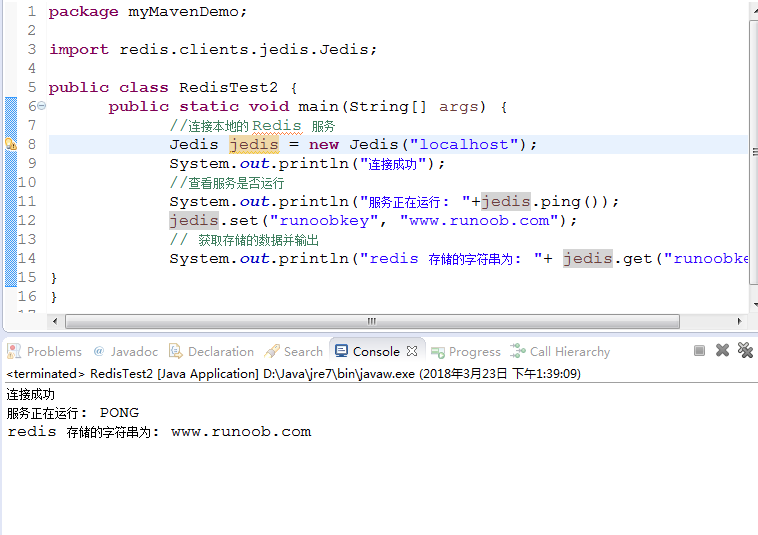 1 package myMavenDemo;
2
3 import redis.clients.jedis.Jedis;
4
5 public class RedisTest2 {
6 public static void main(String[] args) {
7 //连接本地的 Redis 服务
8 Jedis jedis = new Jedis("localhost");
9 System.out.println("连接成功");
10 //查看服务是否运行
11 System.out.println("服务正在运行: "+jedis.ping());
12 jedis.set("runoobkey", "www.runoob.com");
13 // 获取存储的数据并输出
14 System.out.println("redis 存储的字符串为: "+ jedis.get("runoobke
15 }
16 }
Problems @ Javadoc Declaration Search Console Progress Call Hierarchy
<terminated> RedisTest2 [Java Application] D:\Java\jre7\bin\javaw.exe (2018年3月23日 下午1:39:09)
连接成功
服务正在运行: PONG
redis 存储的字符串为: www.runoob.com